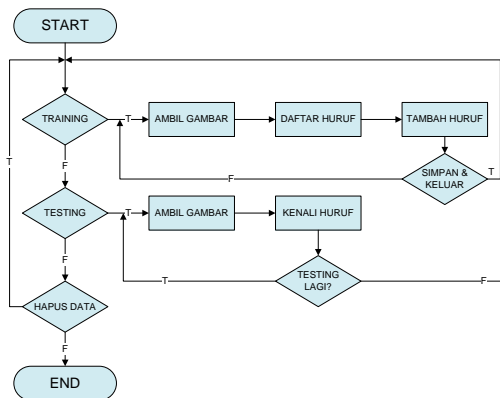 START
TRAINING
T
AMBIL GAMBAR
DAFTAR HURUF
TAMBAH HURUF
T
F
F
SIMPAN &
KELUAR
T
TESTING
T
AMBIL GAMBAR
KENALI HURUF
F
T
TESTING
LAGI?
F
HAPUS DATA
F
END